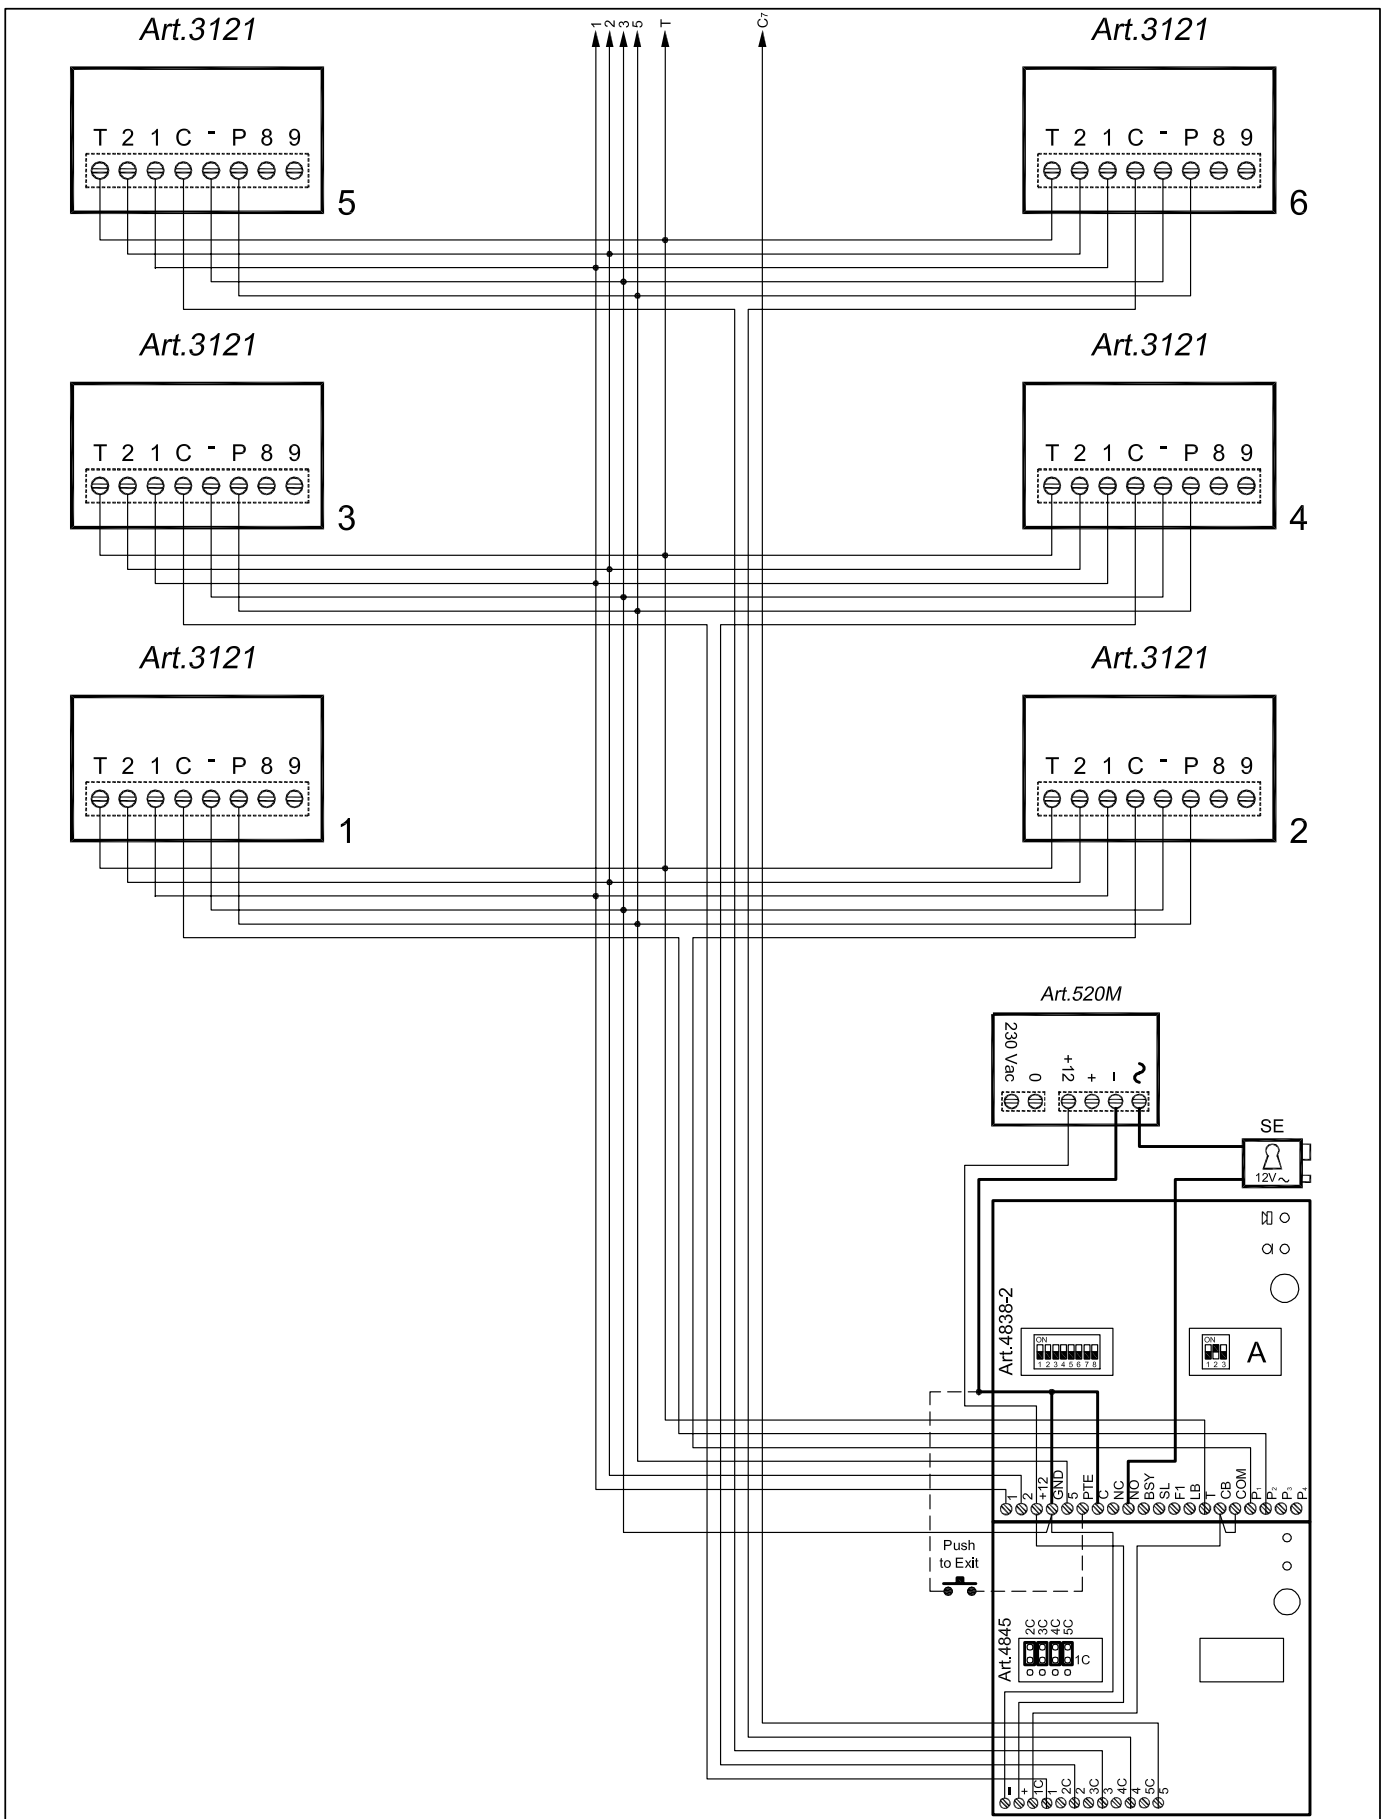 Art.3121
1
2
3
5
T
C7
Art.3121
T 2 1 C - P 8 9
5
T 2 1 C - P 8 9
6
Art.3121
Art.3121
T 2 1 C - P 8 9
3
T 2 1 C - P 8 9
4
Art.3121
Art.3121
T 2 1 C - P 8 9
1
T 2 1 C - P 8 9
2
Art.520M
230 Vac
0
+12
+
-
~
SE
12V~
Art.4838-2
ON
1 2 3 4 5 6 7 8
ON
1 2 3
A
1
2
+12
GND
5
PTE
C
NC
NO
BSY
SL
F1
LB
T
CB
COM
P1
P2
P3
P4
Push
to Exit
Art.4845
2C
3C
4C
5C
1C
-
+
1C
1
2C
2
3C
3
4C
4
5C
5